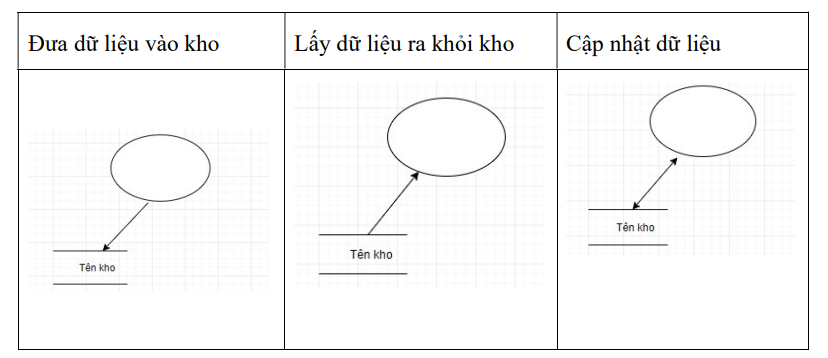 Đưa dữ liệu vào kho
Lấy dữ liệu ra khỏi kho
Cập nhật dữ liệu
Tên kho
Tên kho
Tên kho